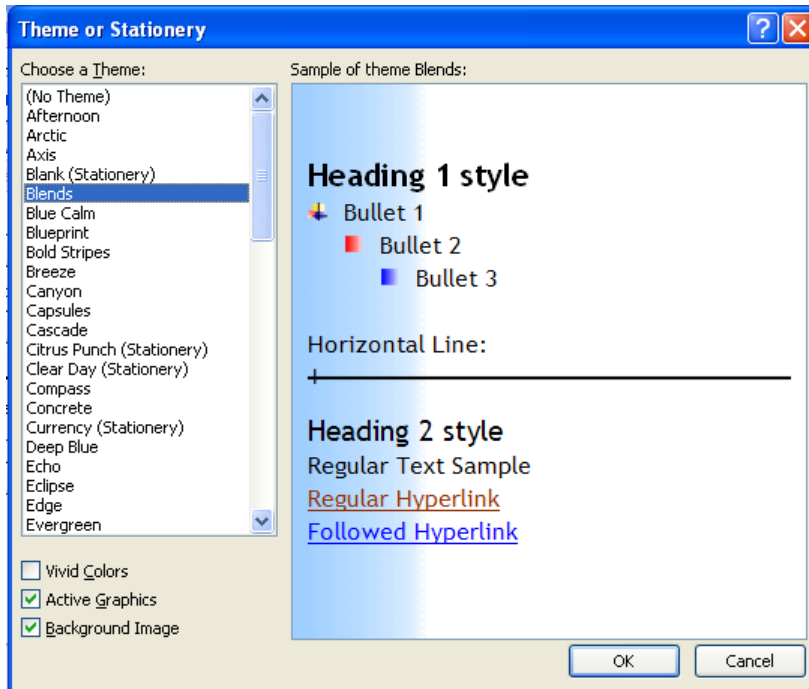 Theme or Stationery
Choose a Theme:
(No Theme)
Afternoon
Arctic
Axis
Blank (Stationery)
Blends
Blue Calm
Blueprint
Bold Stripes
Breeze
Canyon
Capsules
Cascade
Citrus Punch (Stationery)
Clear Day (Stationery)
Compass
Concrete
Currency (Stationery)
Deep Blue
Echo
Eclipse
Edge
Evergreen
Vivid Colors
Active Graphics
Background Image
Sample of theme Blends:
Heading 1 style
Bullet 1
Bullet 2
Bullet 3
Horizontal Line:
Heading 2 style
Regular Text Sample
Regular Hyperlink
Followed Hyperlink
OK
Cancel